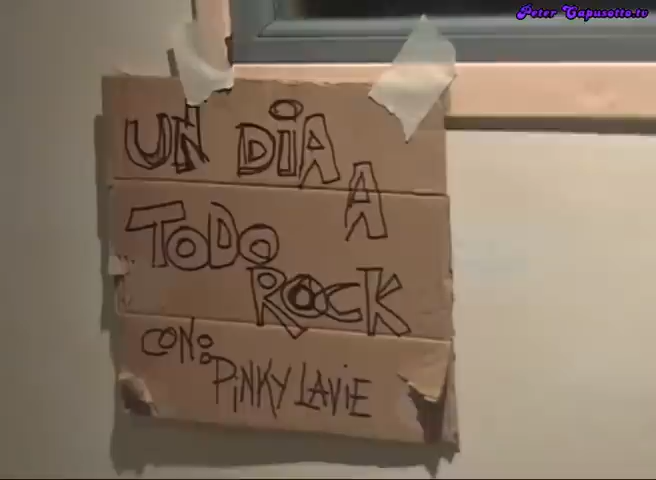 Peter Capusotto.tv
UN DiA
A
TODO
ROCK
CON:
PiNKY LAViE